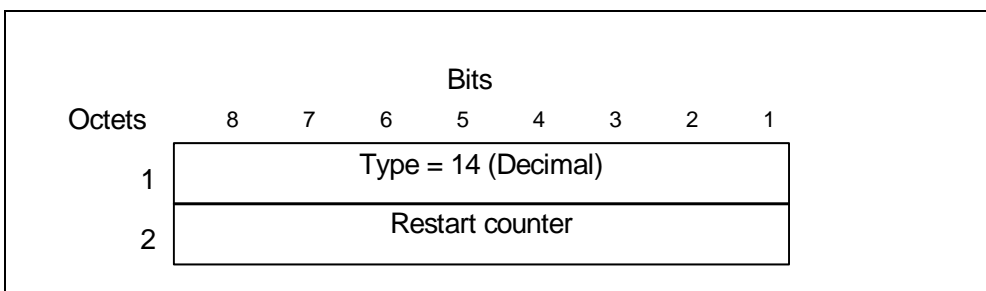 Bits
Octets 8 7 6 5 4 3 2 1
1 Type = 14 (Decimal)
2 Restart counter